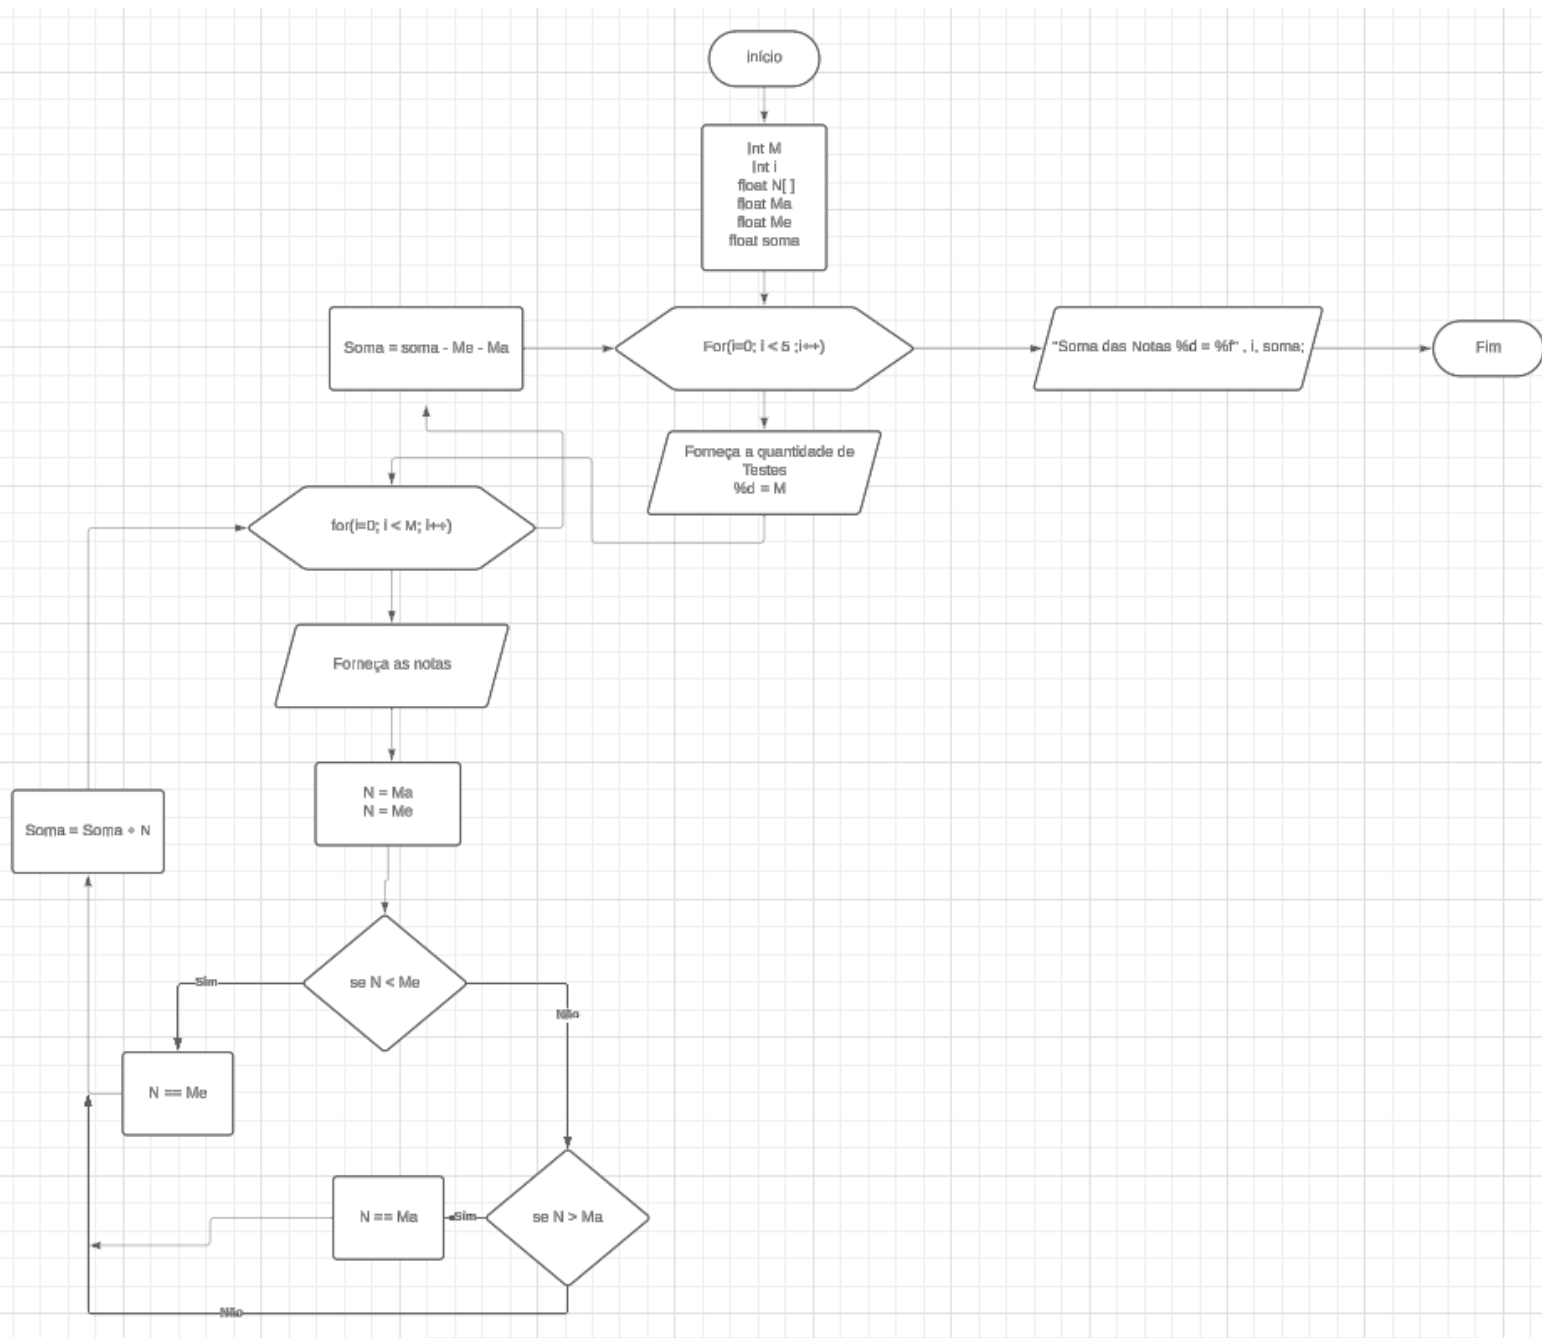 início
Int M
Int i
float N[ ]
float Ma
float Me
float soma
Soma = soma - Me - Ma
For(i=0; i < 5 ;i++)
"Soma das Notas %d = %f" , i, soma;
Fim
Forneça a quantidade de
Testes
%d = M
for(i=0; i < M; i++)
Forneça as notas
N = Ma
N = Me
Soma = Soma + N
se N < Me
Sim
Não
N == Me
N == Ma
Sim
se N > Ma
Não